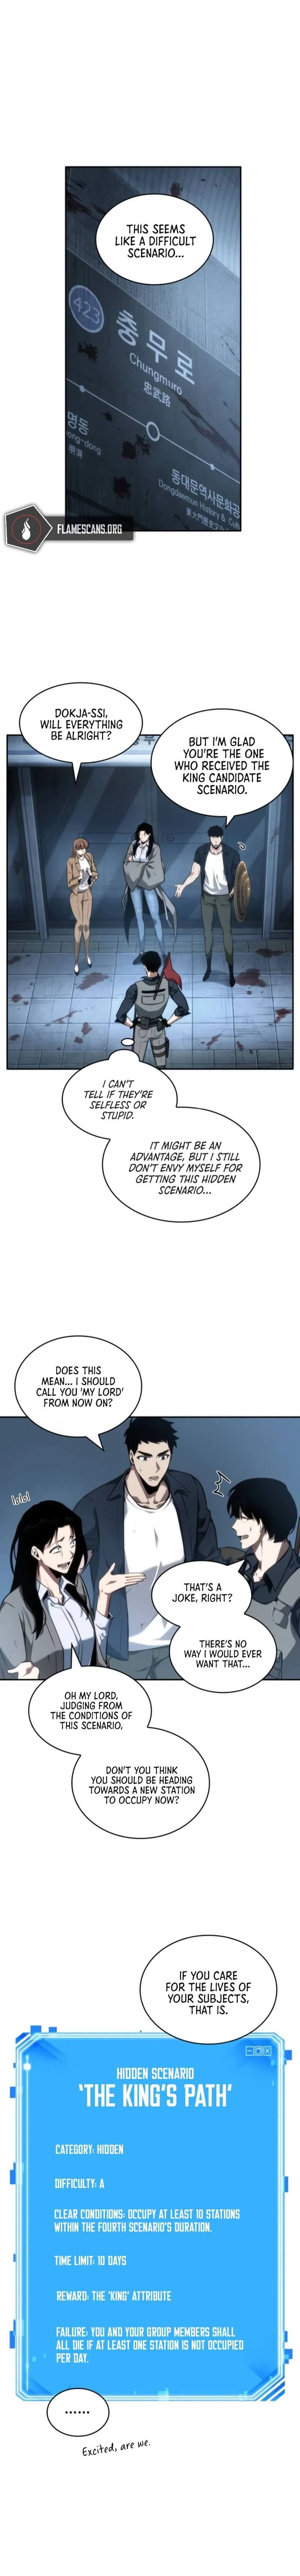 THIS SEEMS
LIKE A DIFFICULT
SCENARIO...
423
충무로
Chungmuro
忠武路
명동
ong-dong
明洞
동대문역사문화공
Dongdaemun History & Cul
FLAMESCANS.ORG
DOKJA-SSI,
WILL EVERYTHING
BE ALRIGHT?
BUT I'M GLAD
YOU'RE THE ONE
WHO RECEIVED THE
KING CANDIDATE
SCENARIO.
I CAN'T
TELL IF THEY'RE
SELFLESS OR
STUPID.
IT MIGHT BE AN
ADVANTAGE, BUT I STILL
DON'T ENVY MYSELF FOR
GETTING THIS HIDDEN
SCENARIO...
DOES THIS
MEAN... I SHOULD
CALL YOU 'MY LORD'
FROM NOW ON?
lolol
THAT'S A
JOKE, RIGHT?
THERE'S NO
WAY I WOULD EVER
WANT THAT...
OH MY LORD,
JUDGING FROM
THE CONDITIONS OF
THIS SCENARIO,
DON'T YOU THINK
YOU SHOULD BE HEADING
TOWARDS A NEW STATION
TO OCCUPY NOW?
IF YOU CARE
FOR THE LIVES OF
YOUR SUBJECTS,
THAT IS.
HIDDEN SCENARIO
'THE KING'S PATH'
CATEGORY: HIDDEN
DIFFICULTY: A
CLEAR CONDITIONS: OCCUPY AT LEAST 10 STATIONS
WITHIN THE FOURTH SCENARIO'S DURATION.
TIME LIMIT: 10 DAYS
REWARD: THE 'KING' ATTRIBUTE
FAILURE: YOU AND YOUR GROUP MEMBERS SHALL
ALL DIE IF AT LEAST ONE STATION IS NOT OCCUPIED
PER DAY.
......
Excited, are we.